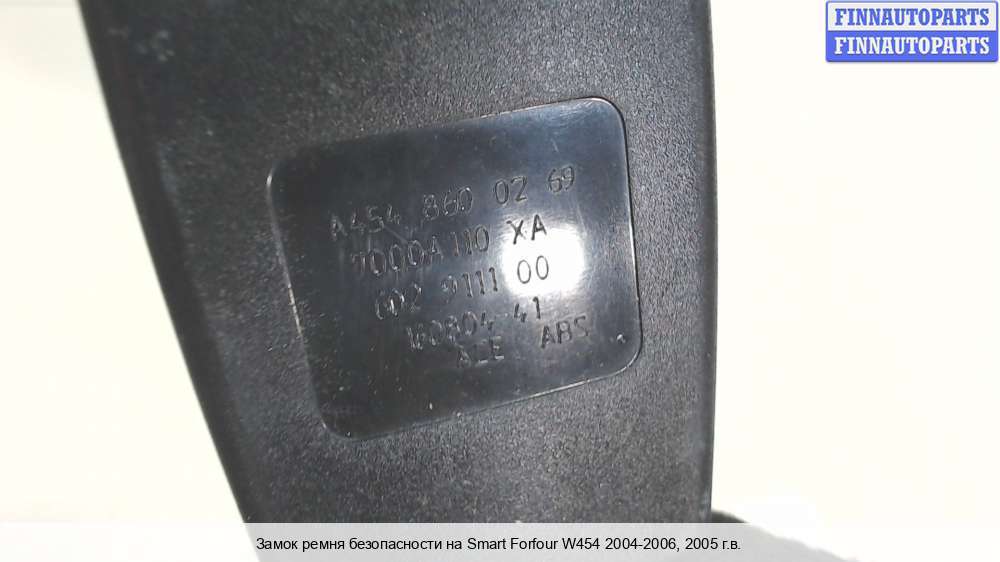 FINNAUTOPARTS
FINNAUTOPARTS
A454 860 02 69
7000A110 XA
602 9111 00
160804 41
ABS
Замок ремня безопасности на Smart Forfour W454 2004-2006, 2005 г.в.